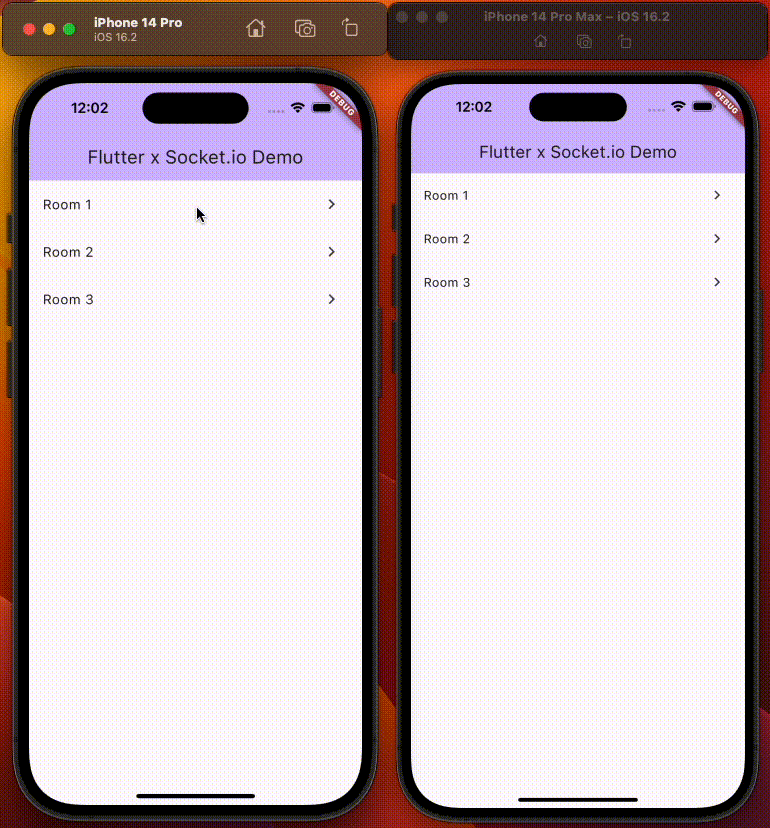 iPhone 14 Pro
iOS 16.2
12:02
DEBUG
Flutter x Socket.io Demo
Room 1
Room 2
Room 3
iPhone 14 Pro Max – iOS 16.2
12:02
DEBUG
Flutter x Socket.io Demo
Room 1
Room 2
Room 3